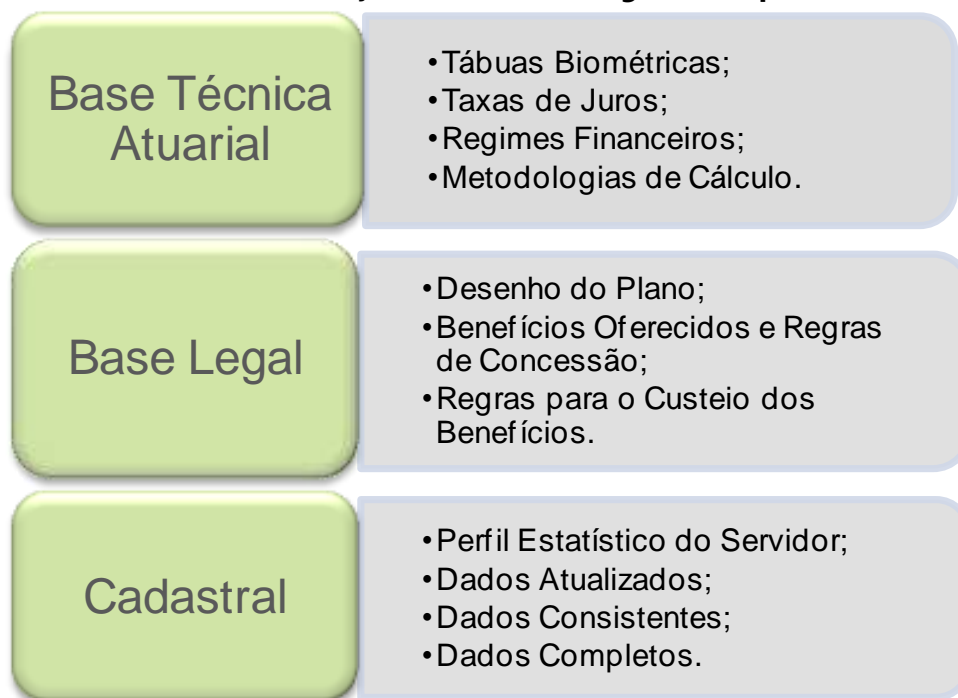 Base Técnica
Atuarial
•Tábuas Biométricas;
•Taxas de Juros;
•Regimes Financeiros;
•Metodologias de Cálculo.
Base Legal
•Desenho do Plano;
•Benefícios Oferecidos e Regras
de Concessão;
•Regras para o Custeio dos
Benefícios.
Cadastral
•Perfil Estatístico do Servidor;
•Dados Atualizados;
•Dados Consistentes;
•Dados Completos.